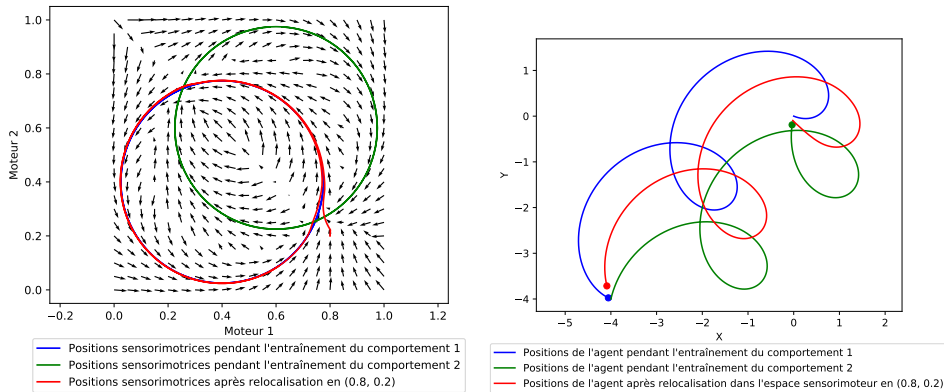 1.0
0.8
0.6
0.4
0.2
0.0
Moteur 2
−0.2 0.0 0.2 0.4 0.6 0.8 1.0 1.2
Moteur 1
Positions sensorimotrices pendant l'entraînement du comportement 1
Positions sensorimotrices pendant l'entraînement du comportement 2
Positions sensorimotrices après relocalisation en (0.8, 0.2)
1
0
−1
−2
−3
−4
Y
−5 −4 −3 −2 −1 0 1 2
X
Positions de l'agent pendant l'entraînement du comportement 1
Positions de l'agent pendant l'entraînement du comportement 2
Positions de l'agent après relocalisation dans l'espace sensorimoteur en (0.8, 0.2)